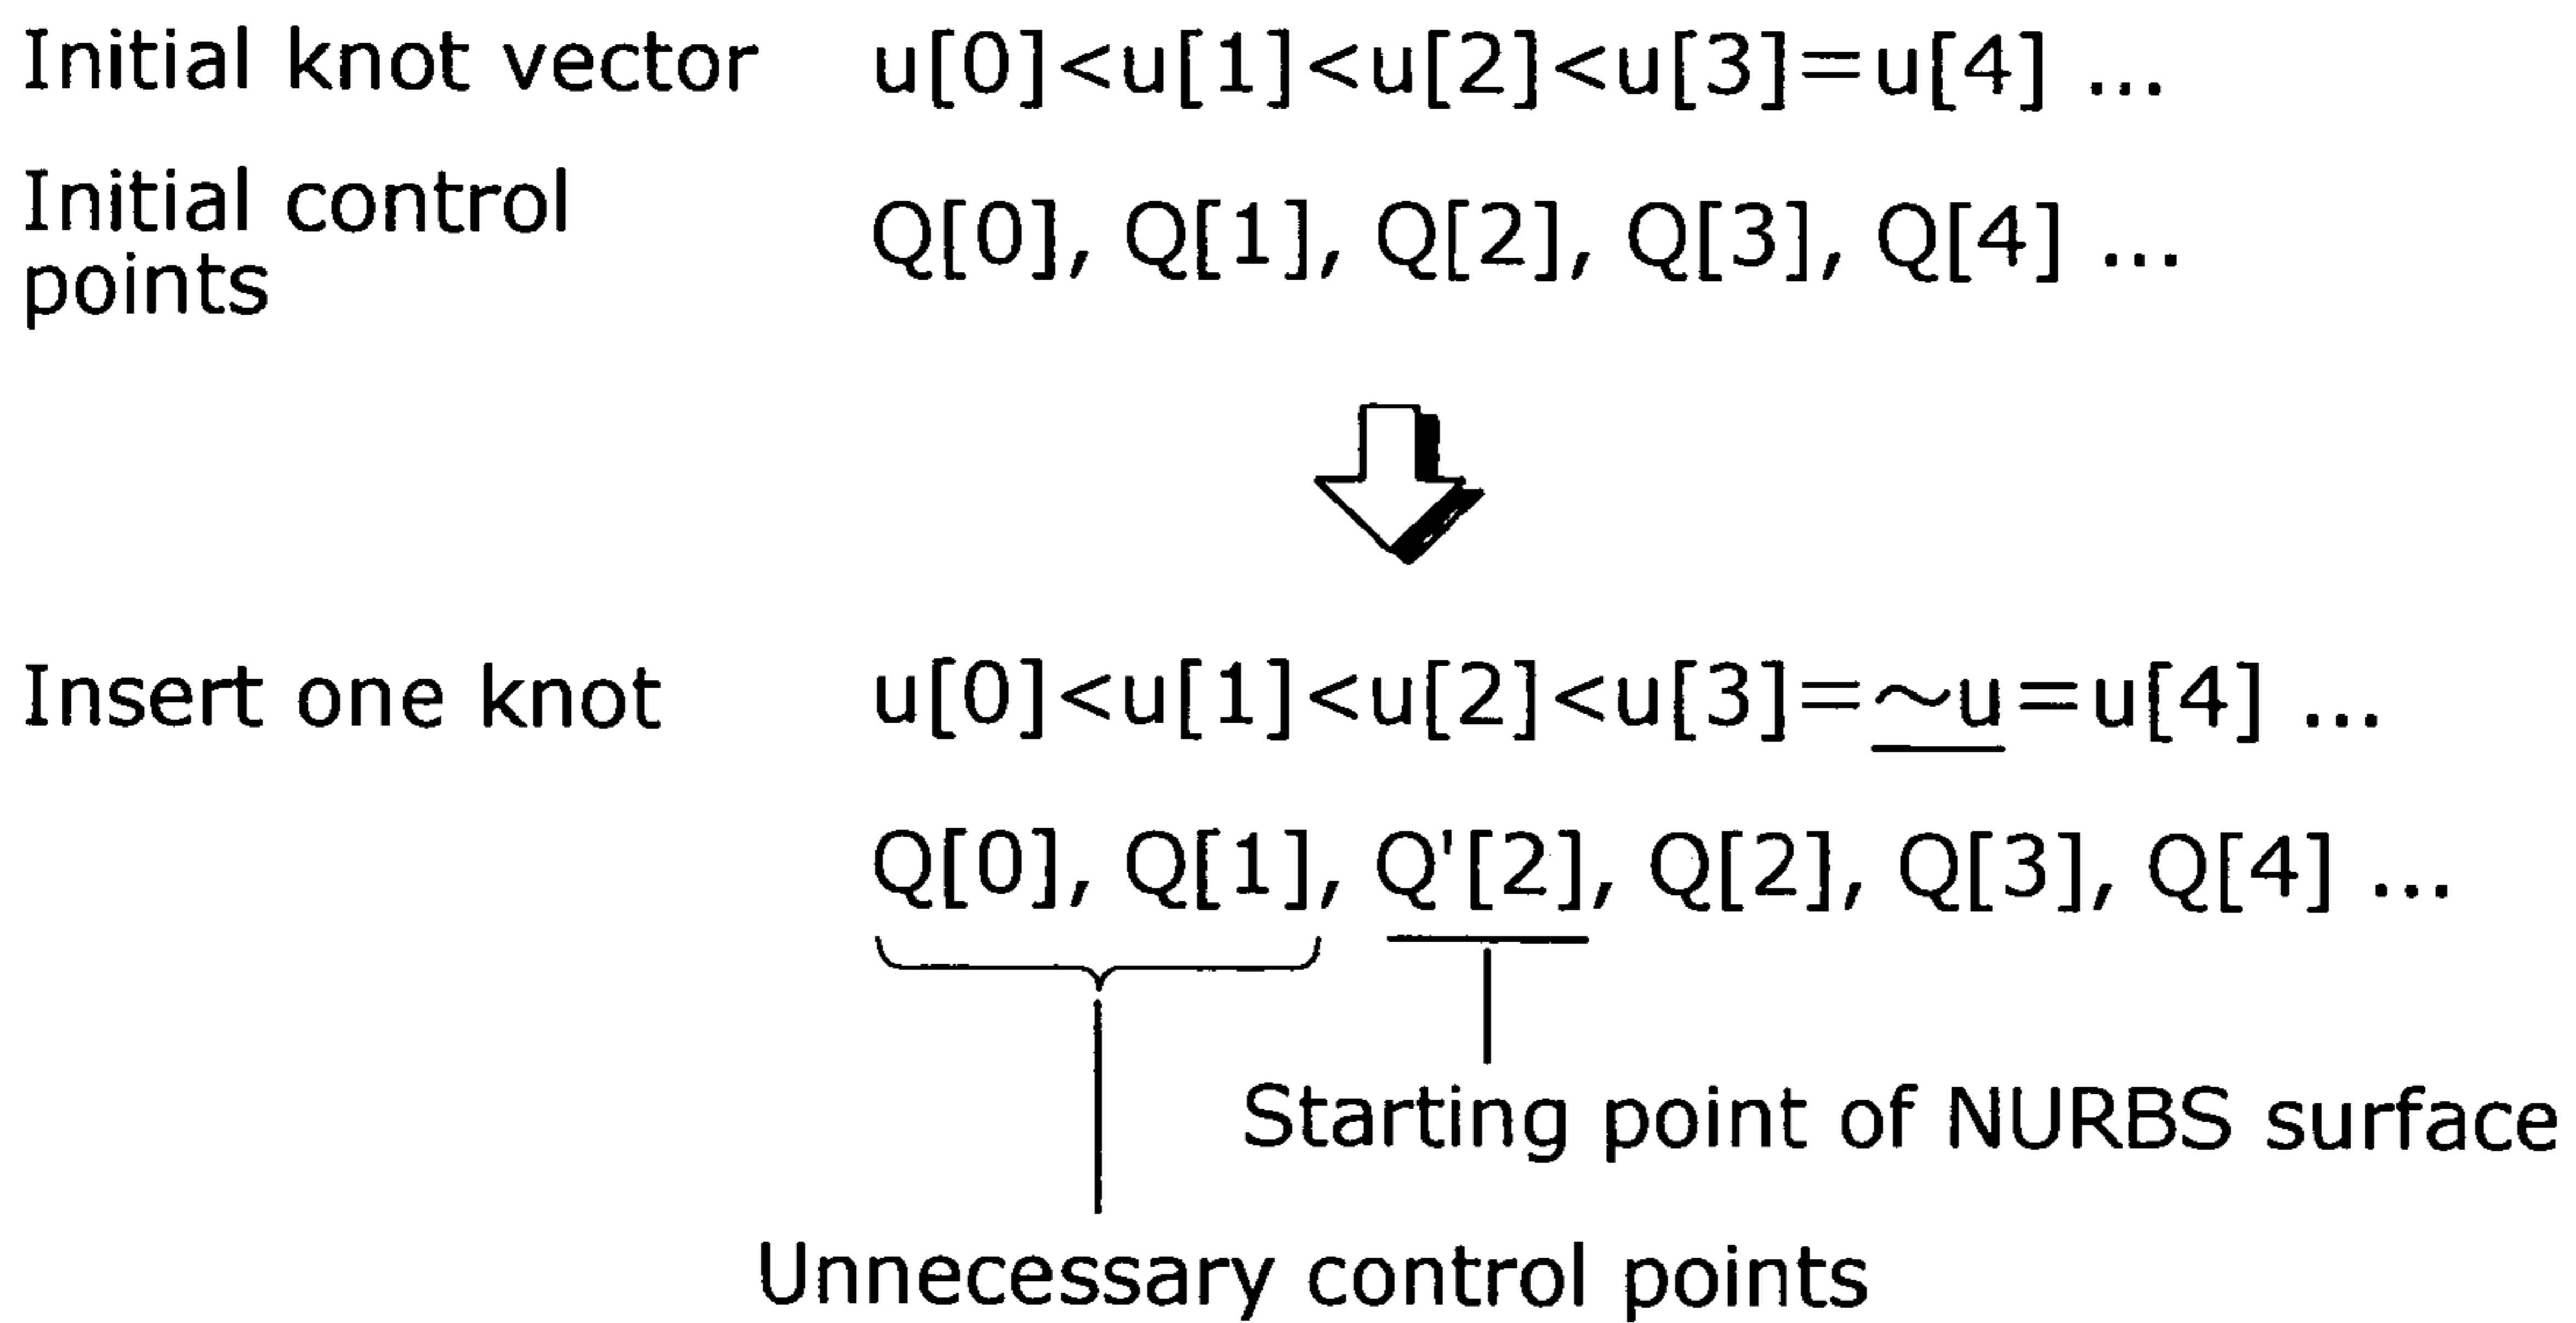 Initial knot vector u[0]<u[1]<u[2]<u[3]=u[4] ...
Initial control
points Q[0], Q[1], Q[2], Q[3], Q[4] ...
Insert one knot u[0]<u[1]<u[2]<u[3]=~u=u[4] ...
Q[0], Q[1], Q'[2], Q[2], Q[3], Q[4] ...
Starting point of NURBS surface
Unnecessary control points